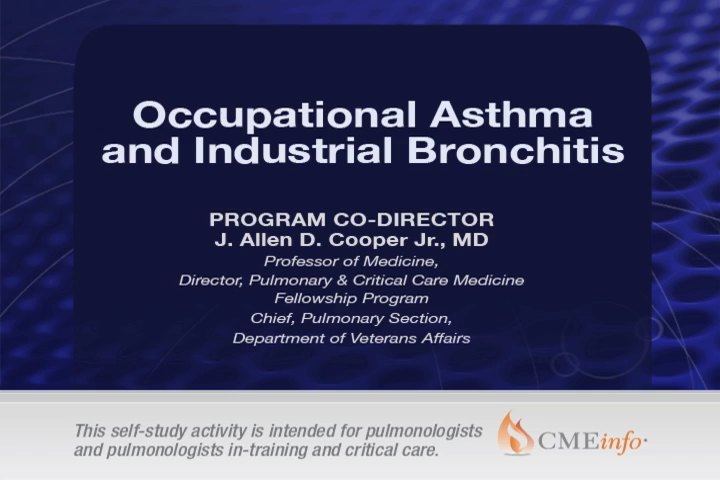 Occupational Asthma
and Industrial Bronchitis
PROGRAM CO-DIRECTOR
J. Allen D. Cooper Jr., MD
Professor of Medicine,
Director, Pulmonary & Critical Care Medicine
Fellowship Program
Chief, Pulmonary Section,
Department of Veterans Affairs
This self-study activity is intended for pulmonologists
and pulmonologists in-training and critical care.
CMEinfo